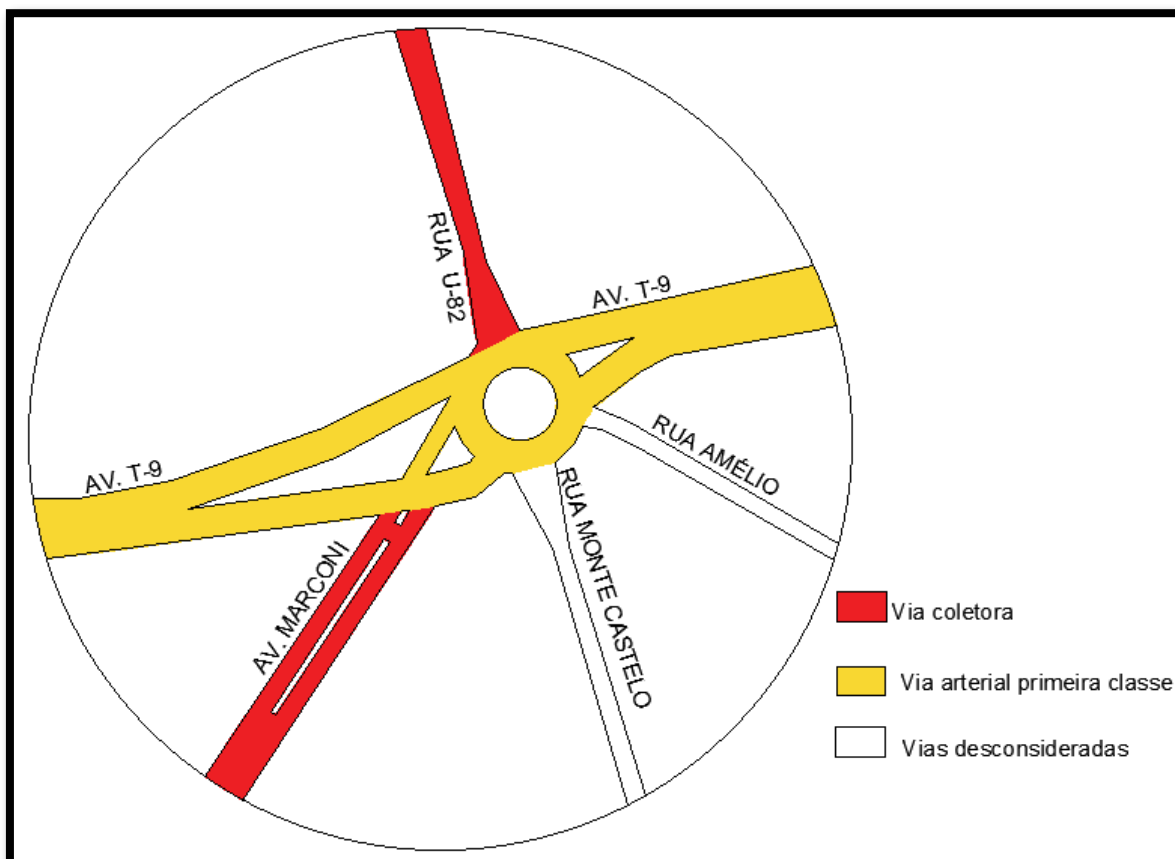 RUA U-82
AV. T-9
AV. T-9
RUA AMÉLIO
RUA MONTE CASTELO
AV. MARCONI
Via coletora
Via arterial primeira classe
Vias desconsideradas